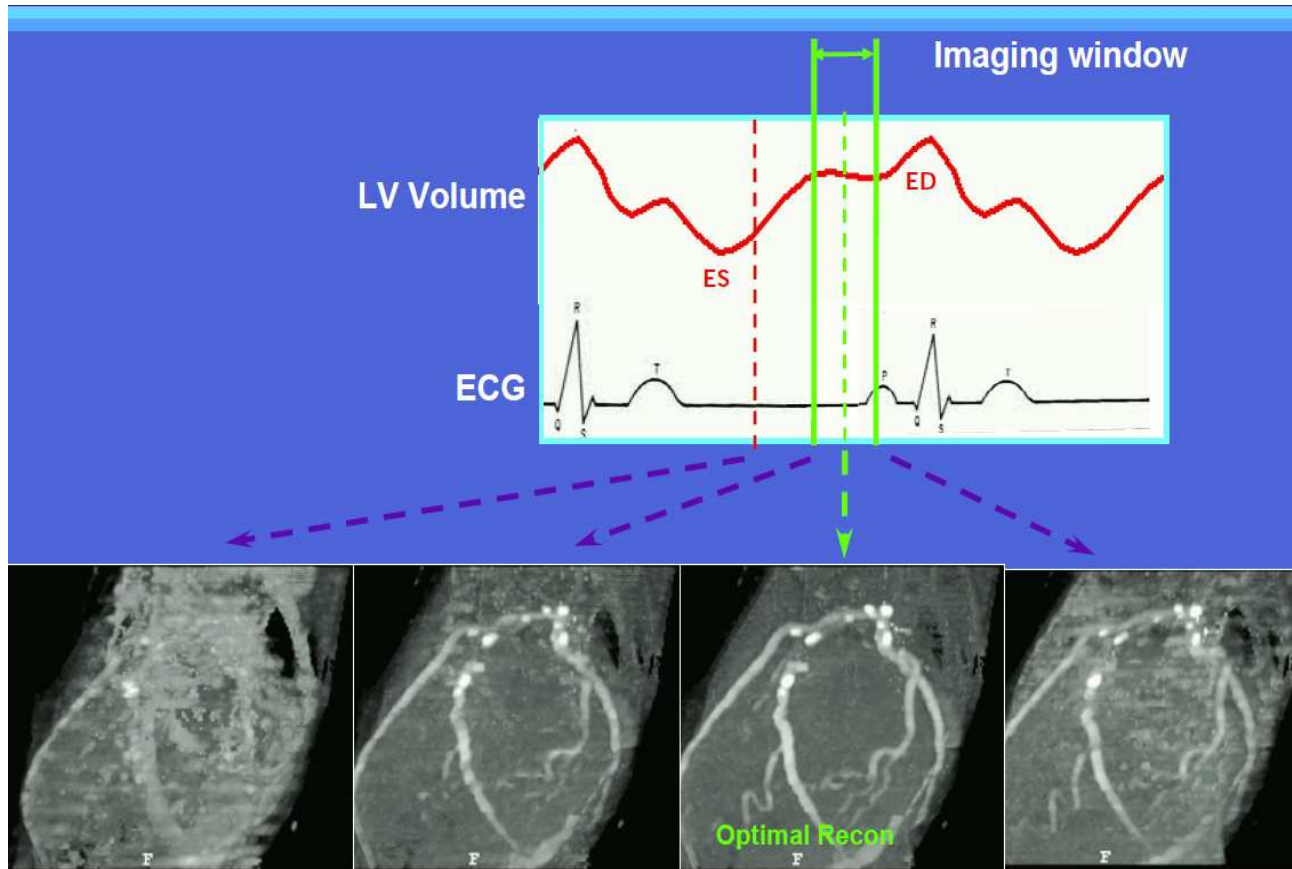 Imaging window
LV Volume
ED
ES
R
R
ECG
T
P
T
Q
S
Q
S
Optimal Recon
F
F
F
F